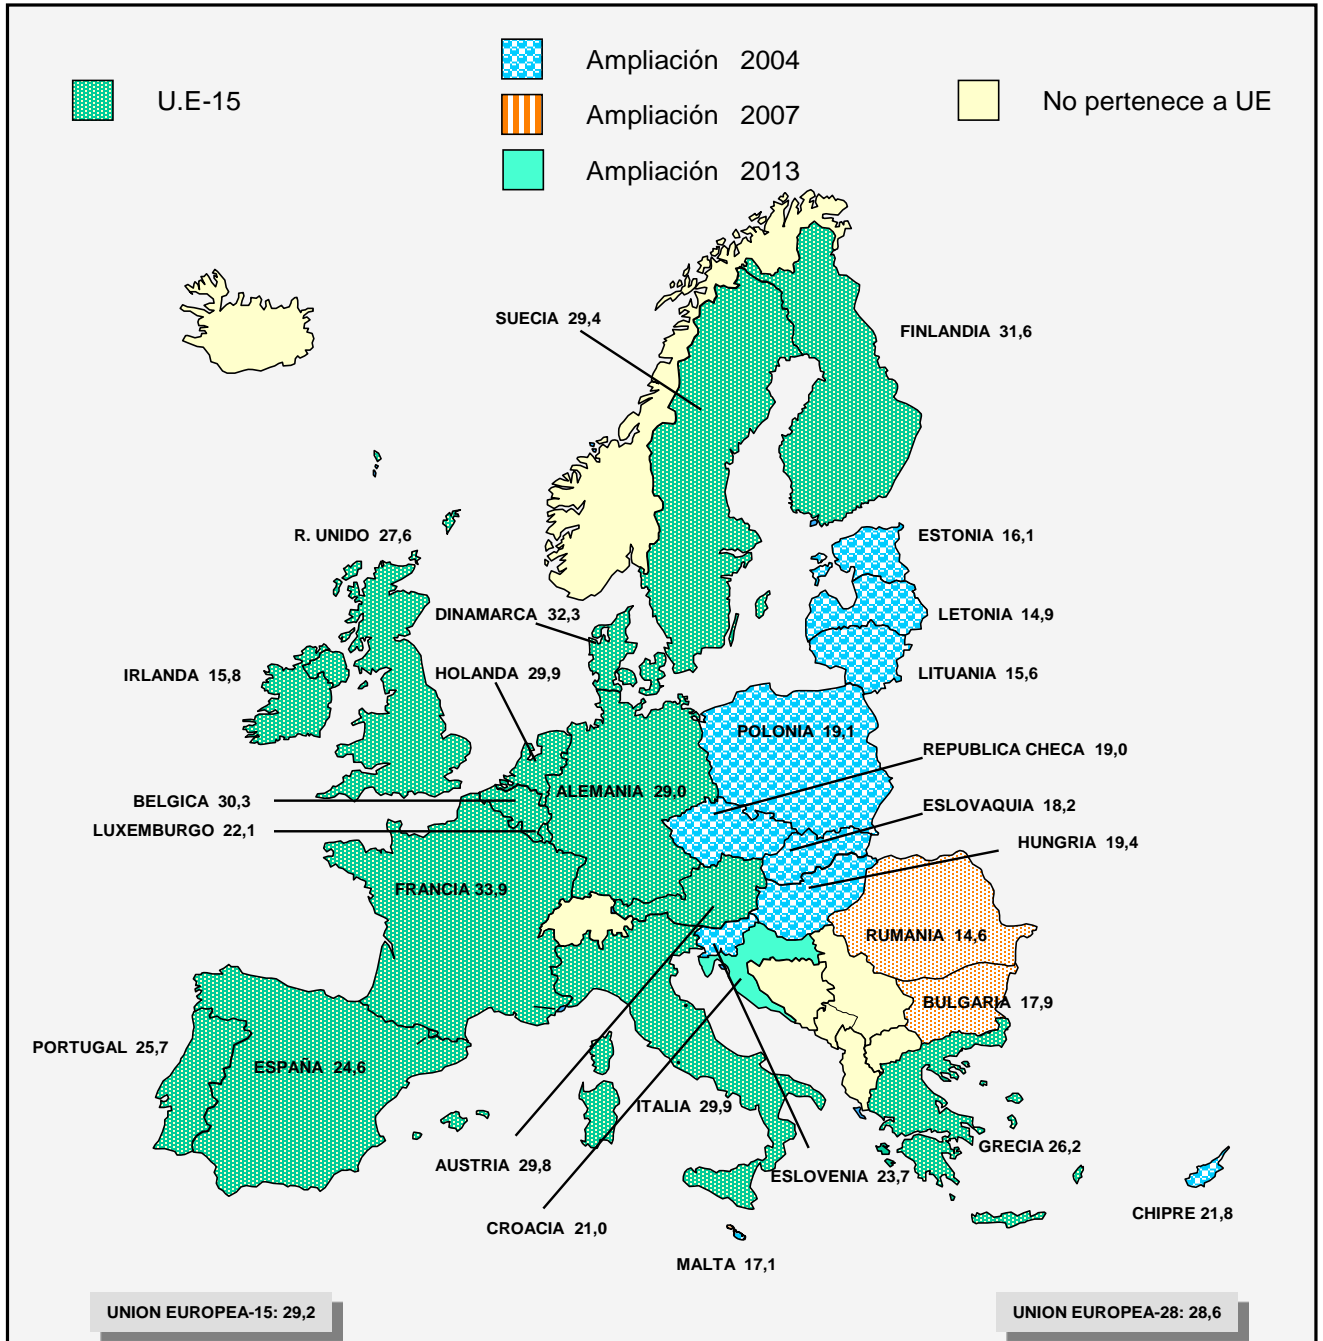 Ampliación 2004
U.E-15
Ampliación 2007
No pertenece a UE
Ampliación 2013
SUECIA 29,4
FINLANDIA 31,6
R. UNIDO 27,6
ESTONIA 16,1
DINAMARCA 32,3
LETONIA 14,9
IRLANDA 15,8
HOLANDA 29,9
LITUANIA 15,6
POLONIA 19,1
REPUBLICA CHECA 19,0
ALEMANIA 29,0
BELGICA 30,3
ESLOVAQUIA 18,2
LUXEMBURGO 22,1
HUNGRIA 19,4
FRANCIA 33,9
RUMANIA 14,6
BULGARIA 17,9
PORTUGAL 25,7
ESPAÑA 24,6
ITALIA 29,9
GRECIA 26,2
AUSTRIA 29,8
ESLOVENIA 23,7
CHIPRE 21,8
CROACIA 21,0
MALTA 17,1
UNION EUROPEA-15: 29,2
UNION EUROPEA-28: 28,6